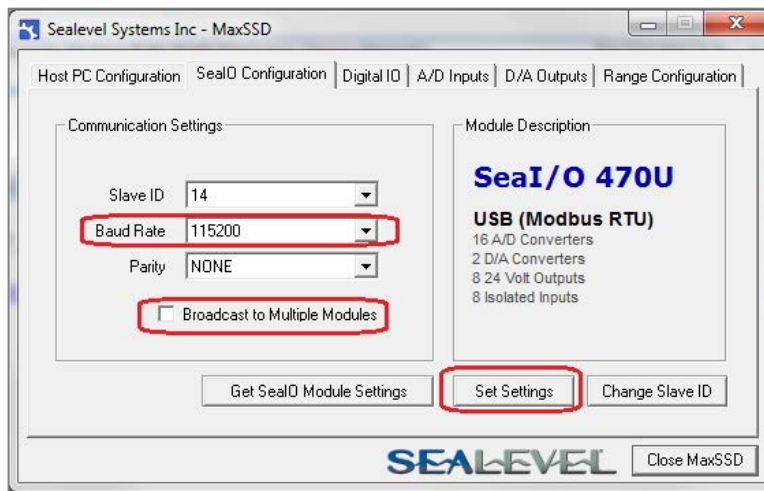 Sealevel Systems Inc - MaxSSD
Host PC Configuration
SeaIO Configuration
Digital IO
A/D Inputs
D/A Outputs
Range Configuration
Communication Settings
Slave ID
14
Baud Rate
115200
Parity
NONE
Broadcast to Multiple Modules
Module Description
SeaI/O 470U
USB (Modbus RTU)
16 A/D Converters
2 D/A Converters
8 24 Volt Outputs
8 Isolated Inputs
Get SeaIO Module Settings
Set Settings
Change Slave ID
SEALEVEL
Close MaxSSD